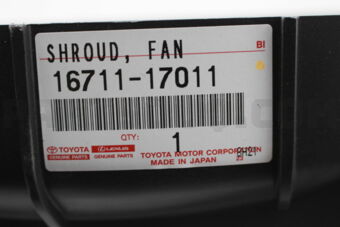 SHROUD, FAN BI
16711-17011
QTY:
1
TOYOTA LEXUS
GENUINE PARTS GENUINE PARTS
TOYOTA MOTOR CORPORATION
MADE IN JAPAN